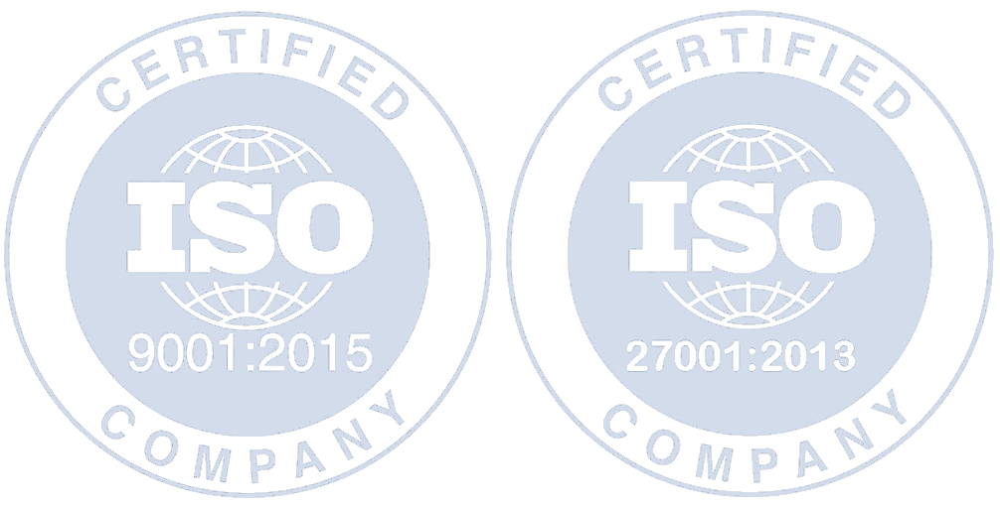 CERTIFIED
ISO
9001:2015
COMPANY
CERTIFIED
ISO
27001:2013
COMPANY